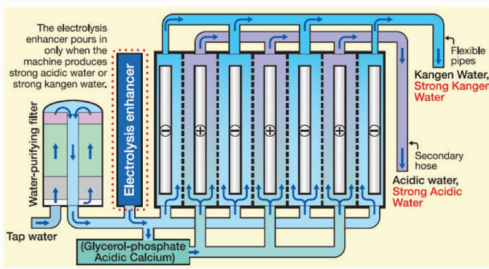 The electrolysis
enhancer pours in
only when the
machine produces
strong acidic water or
strong kangen water.
Water-purifying filter
Electrolysis enhancer
Tap water
(Glycerol-phosphate
Acidic Calcium)
Flexible
pipes
Kangen Water,
Strong Kangen
Water
Secondary
hose
Acidic water,
Strong Acidic
Water